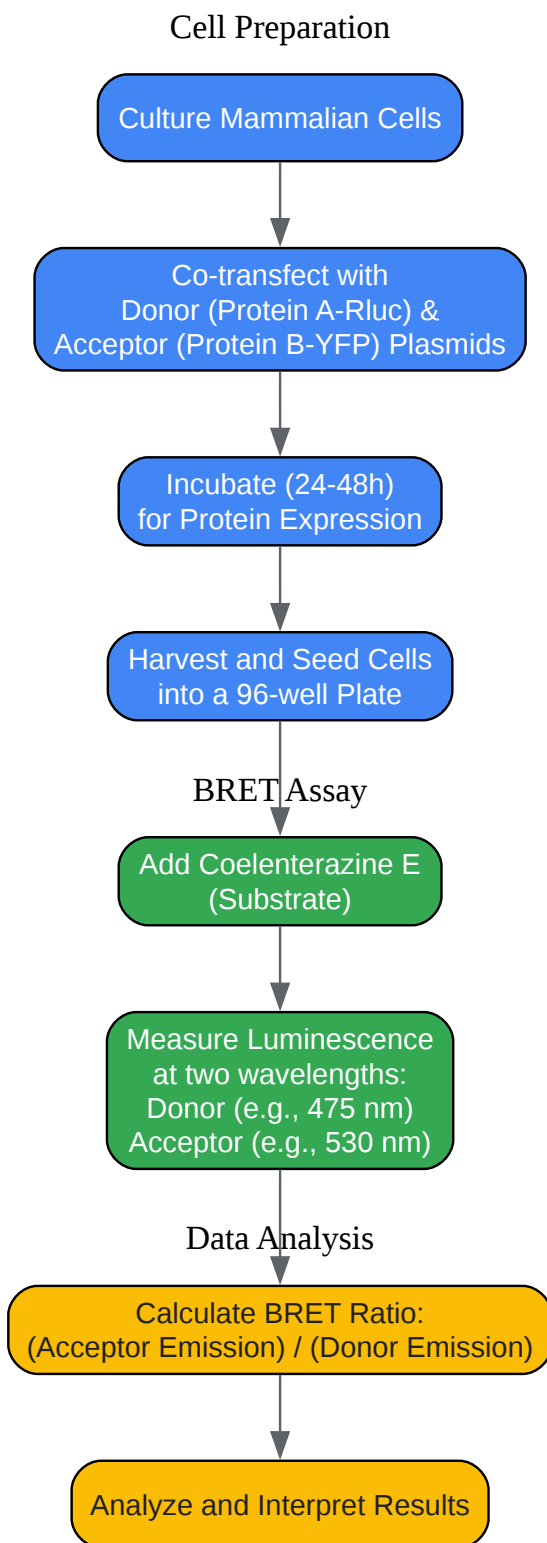 Cell Preparation
Culture Mammalian Cells
Co-transfect with
Donor (Protein A-Rluc) &
Acceptor (Protein B-YFP) Plasmids
Incubate (24-48h)
for Protein Expression
Harvest and Seed Cells
into a 96-well Plate
BRET Assay
Add Coelenterazine E
(Substrate)
Measure Luminescence
at two wavelengths:
Donor (e.g., 475 nm)
Acceptor (e.g., 530 nm)
Data Analysis
Calculate BRET Ratio:
(Acceptor Emission) / (Donor Emission)
Analyze and Interpret Results